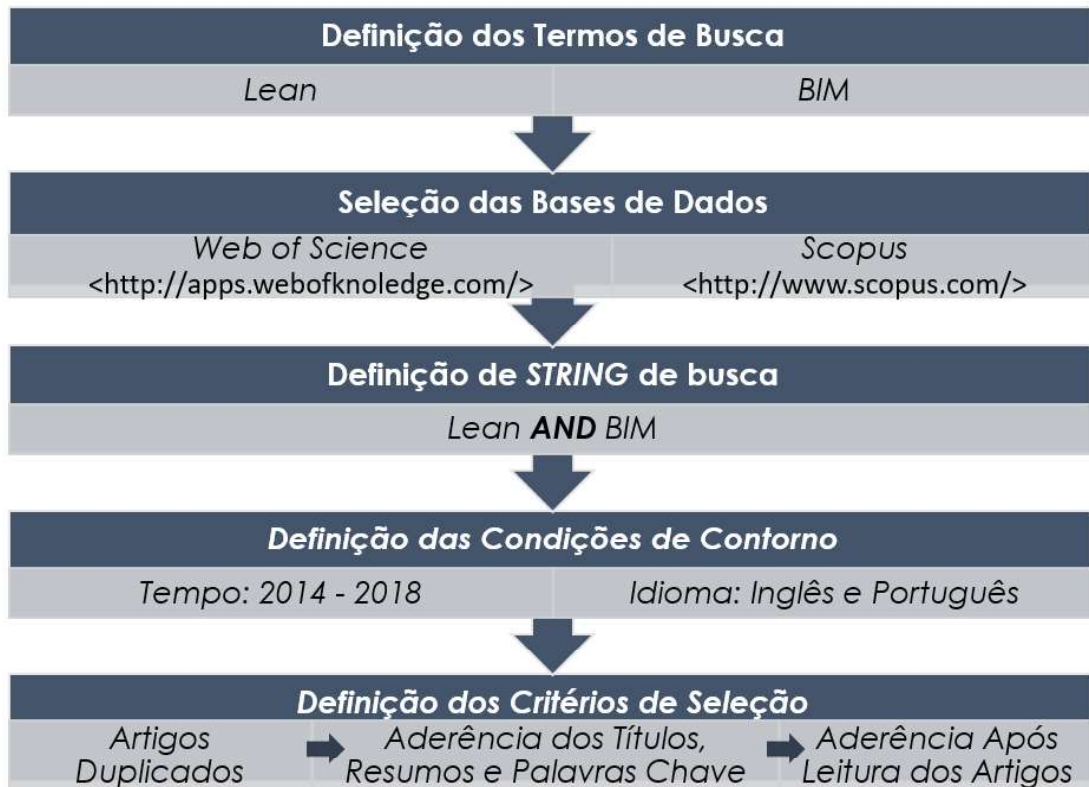 Definição dos Termos de Busca
Lean
BIM
Seleção das Bases de Dados
Web of Science
<http://apps.webofknoledge.com/>
Scopus
<http://www.scopus.com/>
Definição de STRING de busca
Lean AND BIM
Definição das Condições de Contorno
Tempo: 2014 - 2018
Idioma: Inglês e Português
Definição dos Critérios de Seleção
Artigos
Duplicados
Aderência dos Títulos,
Resumos e Palavras Chave
Aderência Após
Leitura dos Artigos